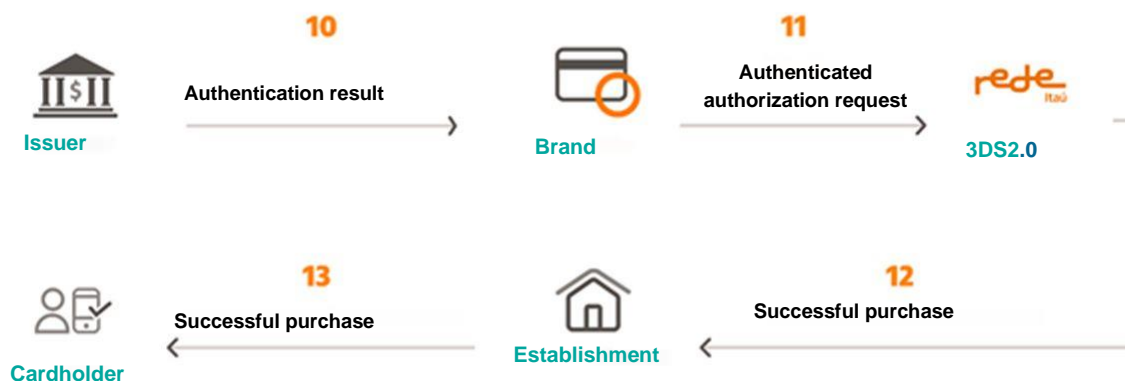 10
11
Authentication result
Authenticated
authorization request
rede
Itaú
Issuer
Brand
3DS2.0
13
12
Successful purchase
Successful purchase
Establishment
Cardholder